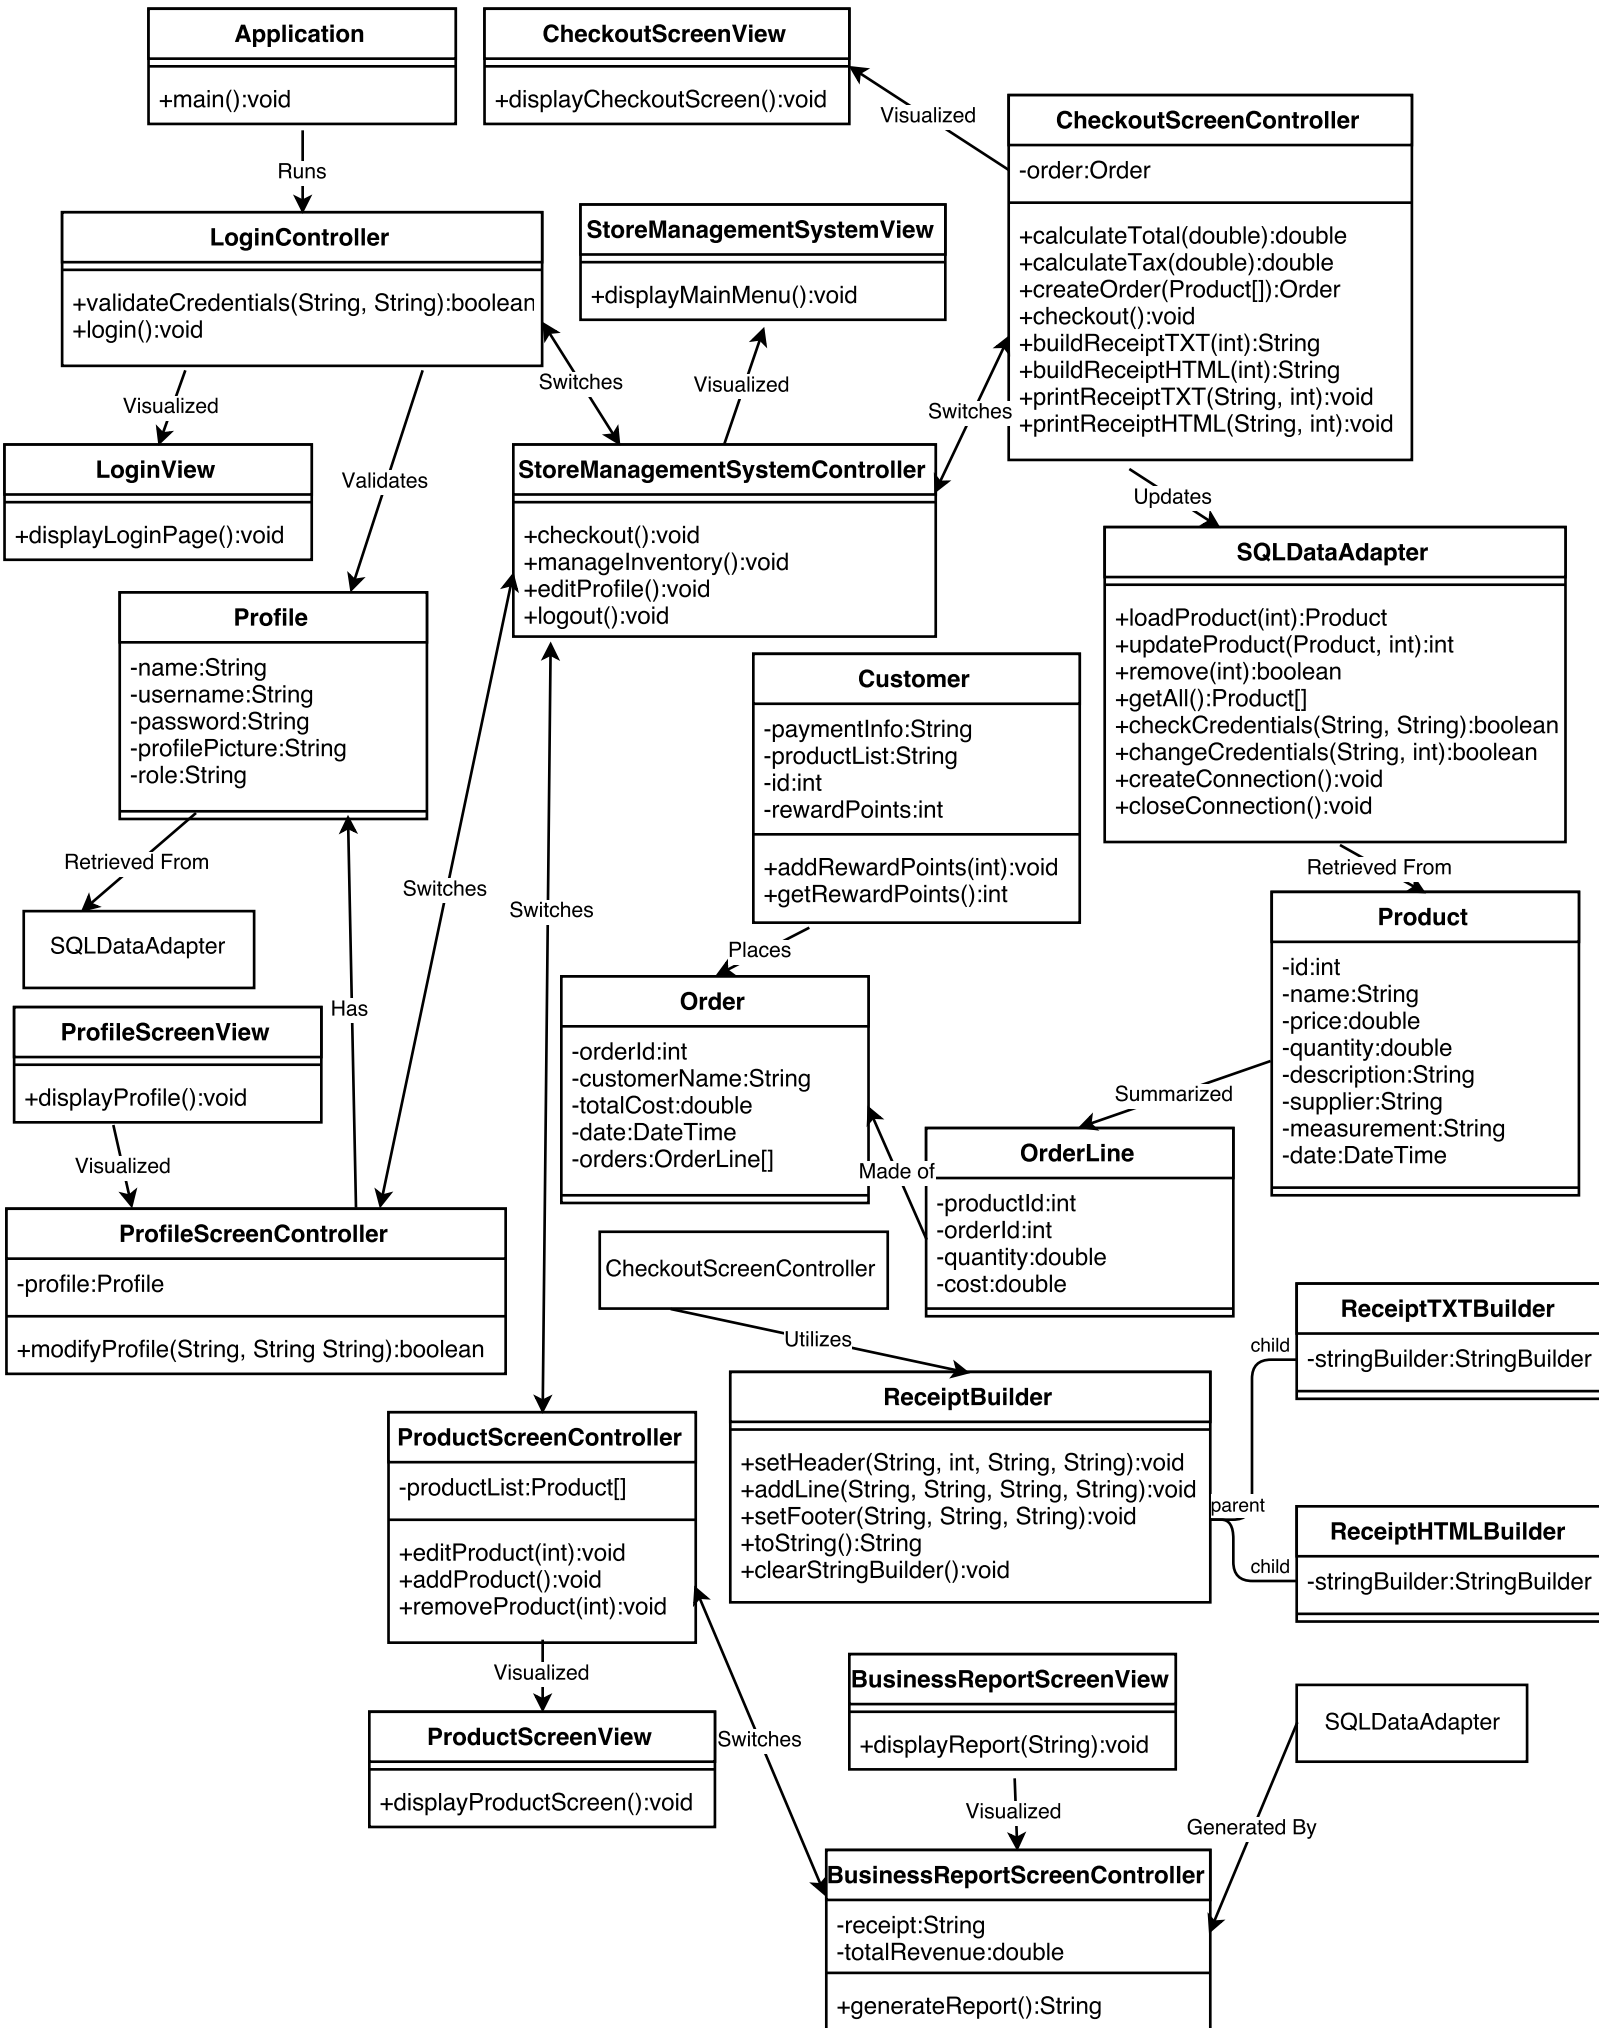 Application
+main():void
CheckoutScreenView
+displayCheckoutScreen():void
Visualized
CheckoutScreenController
-order:Order
+calculateTotal(double):double
+calculateTax(double):double
+createOrder(Product[]):Order
+checkout():void
+buildReceiptTXT(int):String
+buildReceiptHTML(int):String
+printReceiptTXT(String, int):void
+printReceiptHTML(String, int):void
Runs
LoginController
+validateCredentials(String, String):boolean
+login():void
StoreManagementSystemView
+displayMainMenu():void
Switches
Visualized
Switches
Visualized
LoginView
+displayLoginPage():void
Validates
StoreManagementSystemController
+checkout():void
+manageInventory():void
+editProfile():void
+logout():void
Updates
SQLDataAdapter
+loadProduct(int):Product
+updateProduct(Product, int):int
+remove(int):boolean
+getAll():Product[]
+checkCredentials(String, String):boolean
+changeCredentials(String, int):boolean
+createConnection():void
+closeConnection():void
Profile
-name:String
-username:String
-password:String
-profilePicture:String
-role:String
Customer
-paymentInfo:String
-productList:String
-id:int
-rewardPoints:int
+addRewardPoints(int):void
+getRewardPoints():int
Retrieved From
Switches
Switches
Retrieved From
SQLDataAdapter
Places
Product
-id:int
-name:String
-price:double
-quantity:double
-description:String
-supplier:String
-measurement:String
-date:DateTime
Has
Order
-orderId:int
-customerName:String
-totalCost:double
-date:DateTime
-orders:OrderLine[]
ProfileScreenView
+displayProfile():void
Summarized
Visualized
Made of
OrderLine
-productId:int
-orderId:int
-quantity:double
-cost:double
ProfileScreenController
-profile:Profile
+modifyProfile(String, String String):boolean
CheckoutScreenController
Utilizes
ReceiptTXTBuilder
-stringBuilder:StringBuilder
child
ReceiptBuilder
+setHeader(String, int, String, String):void
+addLine(String, String, String, String):void
+setFooter(String, String, String):void
+toString():String
+clearStringBuilder():void
parent
ReceiptHTMLBuilder
-stringBuilder:StringBuilder
child
ProductScreenController
-productList:Product[]
+editProduct(int):void
+addProduct():void
+removeProduct(int):void
Visualized
ProductScreenView
+displayProductScreen():void
Switches
BusinessReportScreenView
+displayReport(String):void
SQLDataAdapter
Visualized
Generated By
BusinessReportScreenController
-receipt:String
-totalRevenue:double
+generateReport():String